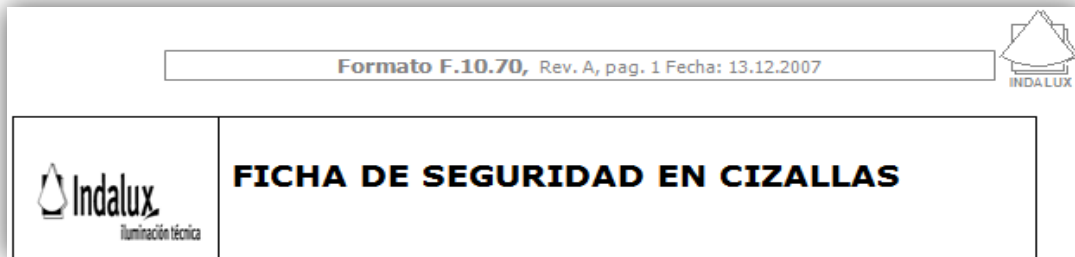 Formato F.10.70, Rev. A, pag. 1 Fecha: 13.12.2007
INDALUX
Indalux
iluminación técnica
FICHA DE SEGURIDAD EN CIZALLAS